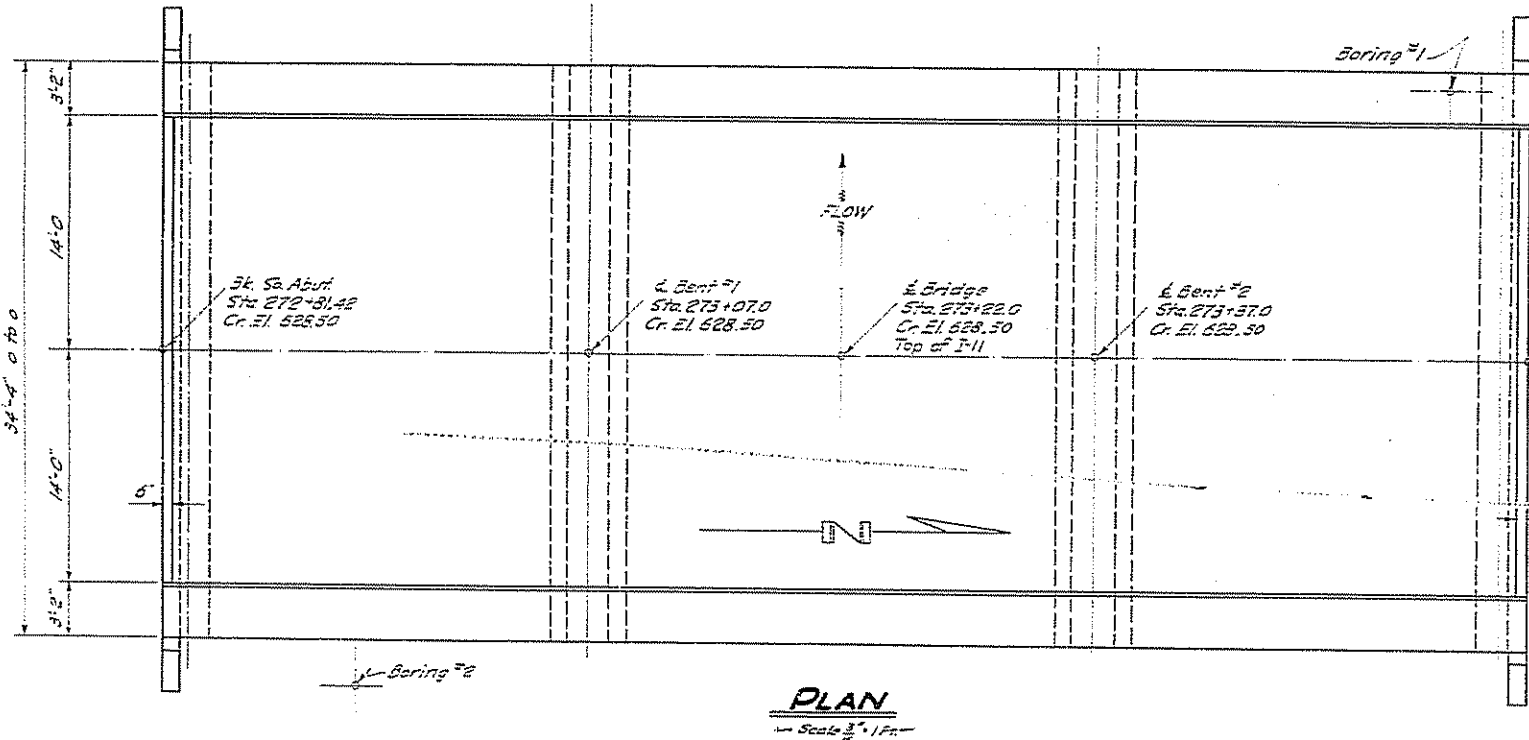 Boring #1
3'-2"
14'-0
14'-0"
3'-2"
34'-4" o to o
FLOW
Bk. So. Abut.
Sta. 272+81.42
Cr. El. 628.50
℄ Bent #1
Sta. 273+07.0
Cr. El. 628.50
℄ Bridge
Sta. 273+22.0
Cr. El. 628.50
Top of I-11
℄ Bent #2
Sta. 273+37.0
Cr. El. 628.50
N
Boring #2
PLAN
Scale 1 Ft.